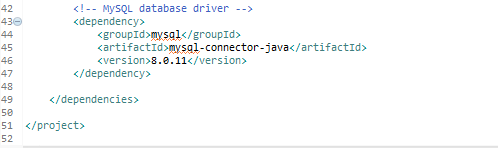 42 <!-- MySQL database driver -->
43 <dependency>
44 <groupId>mysql</groupId>
45 <artifactId>mysql-connector-java</artifactId>
46 <version>8.0.11</version>
47 </dependency>
48
49 </dependencies>
50
51 </project>
52